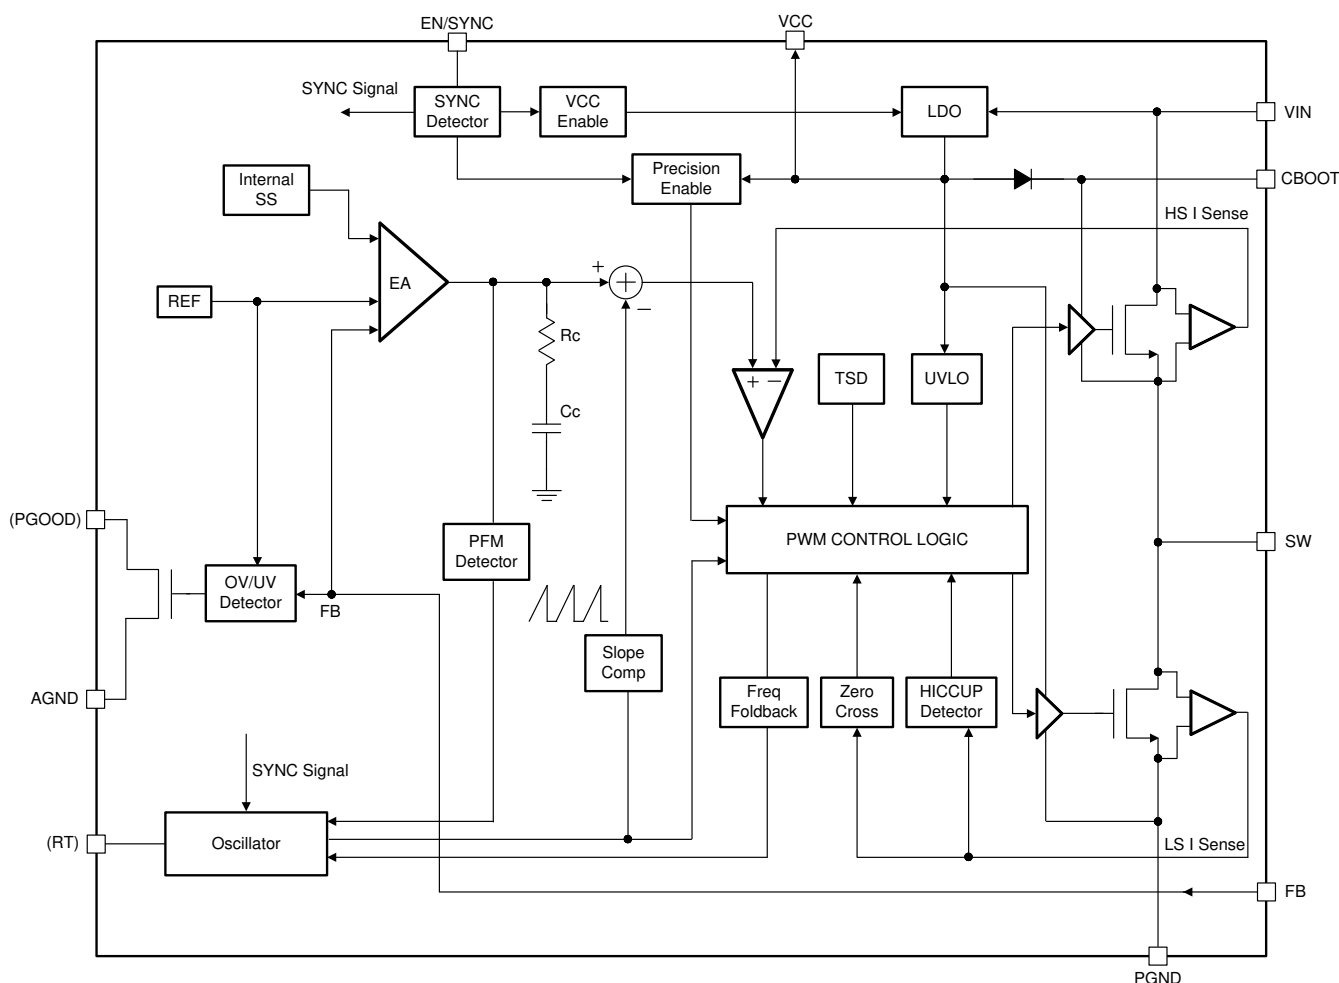 EN/SYNC
VCC
SYNC Signal
SYNC
Detector
VCC
Enable
LDO
VIN
Precision
Enable
CBOOT
Internal
SS
HS I Sense
EA
+
+
−
REF
Rc
+ −
TSD
UVLO
Cc
(PGOOD)
PFM
Detector
PWM CONTROL LOGIC
SW
OV/UV
Detector
FB
Slope
Comp
AGND
Freq
Foldback
Zero
Cross
HICCUP
Detector
SYNC Signal
(RT)
Oscillator
LS I Sense
FB
PGND